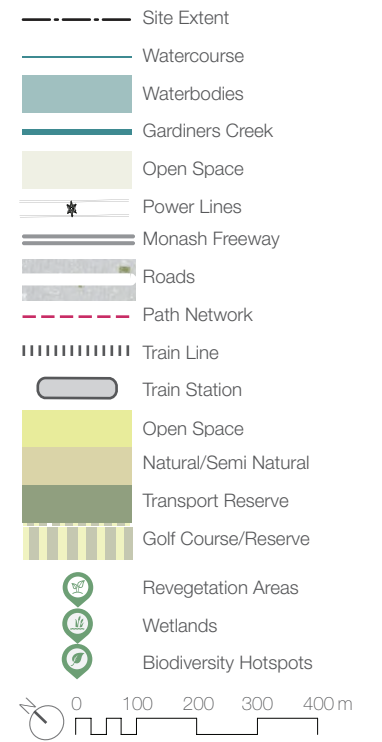 Site Extent
Watercourse
Waterbodies
Gardiners Creek
Open Space
Power Lines
Monash Freeway
Roads
Path Network
Train Line
Train Station
Open Space
Natural/Semi Natural
Transport Reserve
Golf Course/Reserve
Revegetation Areas
Wetlands
Biodiversity Hotspots
N 0 100 200 300 400 m